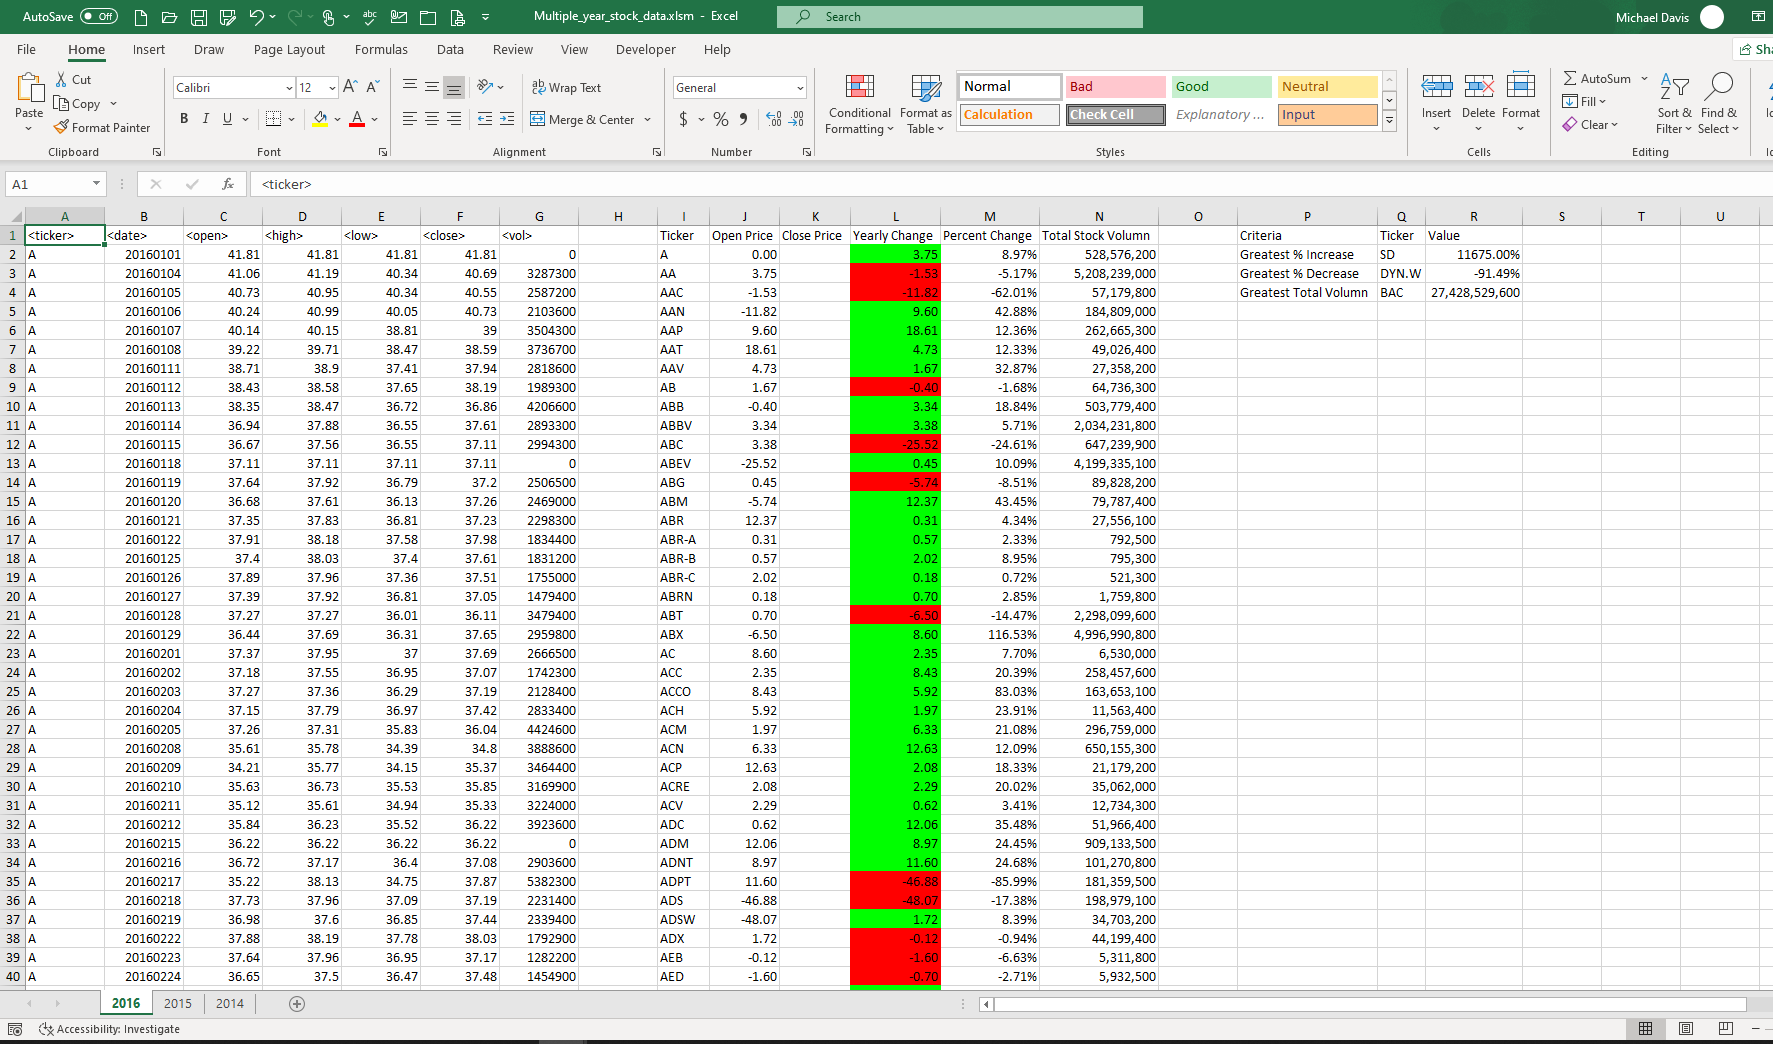 AutoSave Off Multiple_year_stock_data.xlsm - Excel Search Michael Davis
File Home Insert Draw Page Layout Formulas Data Review View Developer Help
Cut
Copy
Format Painter
Paste
Clipboard
Calibri 12
B I U
Font
Wrap Text
Merge & Center
Alignment
General
$ % 9
Number
Conditional Formatting
Format as Table
Normal Bad Good Neutral
Calculation Check Cell Explanatory ... Input
Styles
Insert Delete Format
Cells
AutoSum
Fill
Clear
Sort & Filter
Find & Select
Editing
A1 fx <ticker>
A B C D E F G H I J K L M N O P Q R S T U
1 <ticker> <date> <open> <high> <low> <close> <vol> Ticker Open Price Close Price Yearly Change Percent Change Total Stock Volumn Criteria Ticker Value
2 A 20160101 41.81 41.81 41.81 41.81 0 A 0.00 3.75 8.97% 528,576,200 Greatest % Increase SD 11675.00%
3 A 20160104 41.06 41.19 40.34 40.69 3287300 AA 3.75 -1.53 -5.17% 5,208,239,000 Greatest % Decrease DYN.W -91.49%
4 A 20160105 40.73 40.95 40.34 40.55 2587200 AAC -1.53 -11.82 -62.01% 57,179,800 Greatest Total Volumn BAC 27,428,529,600
5 A 20160106 40.24 40.99 40.05 40.73 2103600 AAN -11.82 9.60 42.88% 184,809,000
6 A 20160107 40.14 40.15 38.81 39 3504300 AAP 9.60 18.61 12.36% 262,665,300
7 A 20160108 39.22 39.71 38.47 38.59 3736700 AAT 18.61 4.73 12.33% 49,026,400
8 A 20160111 38.71 38.9 37.41 37.94 2818600 AAV 4.73 1.67 32.87% 27,358,200
9 A 20160112 38.43 38.58 37.65 38.19 1989300 AB 1.67 -0.40 -1.68% 64,736,300
10 A 20160113 38.35 38.47 36.72 36.86 4206600 ABB -0.40 3.34 18.84% 503,779,400
11 A 20160114 36.94 37.88 36.55 37.61 2893300 ABBV 3.34 3.38 5.71% 2,034,231,800
12 A 20160115 36.67 37.56 36.55 37.11 2994300 ABC 3.38 -25.52 -24.61% 647,239,900
13 A 20160118 37.11 37.11 37.11 37.11 0 ABEV -25.52 0.45 10.09% 4,199,335,100
14 A 20160119 37.64 37.92 36.79 37.2 2506500 ABG 0.45 -5.74 -8.51% 89,828,200
15 A 20160120 36.68 37.61 36.13 37.26 2469000 ABM -5.74 12.37 43.45% 79,787,400
16 A 20160121 37.35 37.83 36.81 37.23 2298300 ABR 12.37 0.31 4.34% 27,556,100
17 A 20160122 37.91 38.18 37.58 37.98 1834400 ABR-A 0.31 0.57 2.33% 792,500
18 A 20160125 37.4 38.03 37.4 37.61 1831200 ABR-B 0.57 2.02 8.95% 795,300
19 A 20160126 37.89 37.96 37.36 37.51 1755000 ABR-C 2.02 0.18 0.72% 521,300
20 A 20160127 37.39 37.92 36.81 37.05 1479400 ABRN 0.18 0.70 2.85% 1,759,800
21 A 20160128 37.27 37.27 36.01 36.11 3479400 ABT 0.70 -6.50 -14.47% 2,298,099,600
22 A 20160129 36.44 37.69 36.31 37.65 2959800 ABX -6.50 8.60 116.53% 4,996,990,800
23 A 20160201 37.37 37.95 37 37.69 2666500 AC 8.60 2.35 7.70% 6,530,000
24 A 20160202 37.18 37.55 36.95 37.07 1742300 ACC 2.35 8.43 20.39% 258,457,600
25 A 20160203 37.27 37.36 36.29 37.19 2128400 ACCO 8.43 5.92 83.03% 163,653,100
26 A 20160204 37.15 37.79 36.97 37.42 2833400 ACH 5.92 1.97 23.91% 11,563,400
27 A 20160205 37.26 37.31 35.83 36.04 4424600 ACM 1.97 6.33 21.08% 296,759,000
28 A 20160208 35.61 35.78 34.39 34.8 3888600 ACN 6.33 12.63 12.09% 650,155,300
29 A 20160209 34.21 35.77 34.15 35.37 3464400 ACP 12.63 2.08 18.33% 21,179,200
30 A 20160210 35.63 36.73 35.53 35.85 3169900 ACRE 2.08 2.29 20.02% 35,062,000
31 A 20160211 35.12 35.61 34.94 35.33 3224000 ACV 2.29 0.62 3.41% 12,734,300
32 A 20160212 35.84 36.23 35.52 36.22 3923600 ADC 0.62 12.06 35.48% 51,966,400
33 A 20160215 36.22 36.22 36.22 36.22 0 ADM 12.06 8.97 24.45% 909,133,500
34 A 20160216 36.72 37.17 36.4 37.08 2903600 ADNT 8.97 11.60 24.68% 101,270,800
35 A 20160217 35.22 38.13 34.75 37.87 5382300 ADPT 11.60 -46.88 -85.99% 181,359,500
36 A 20160218 37.73 37.96 37.09 37.19 2231400 ADS -46.88 -48.07 -17.38% 198,979,100
37 A 20160219 36.98 37.6 36.85 37.44 2339400 ADSW -48.07 1.72 8.39% 34,703,200
38 A 20160222 37.88 38.19 37.78 38.03 1792900 ADX 1.72 -0.12 -0.94% 44,199,400
39 A 20160223 37.64 37.96 36.95 37.17 1282200 AEB -0.12 -1.60 -6.63% 5,311,800
40 A 20160224 36.65 37.5 36.47 37.48 1454900 AED -1.60 -0.70 -2.71% 5,932,500
2016 2015 2014
Accessibility: Investigate